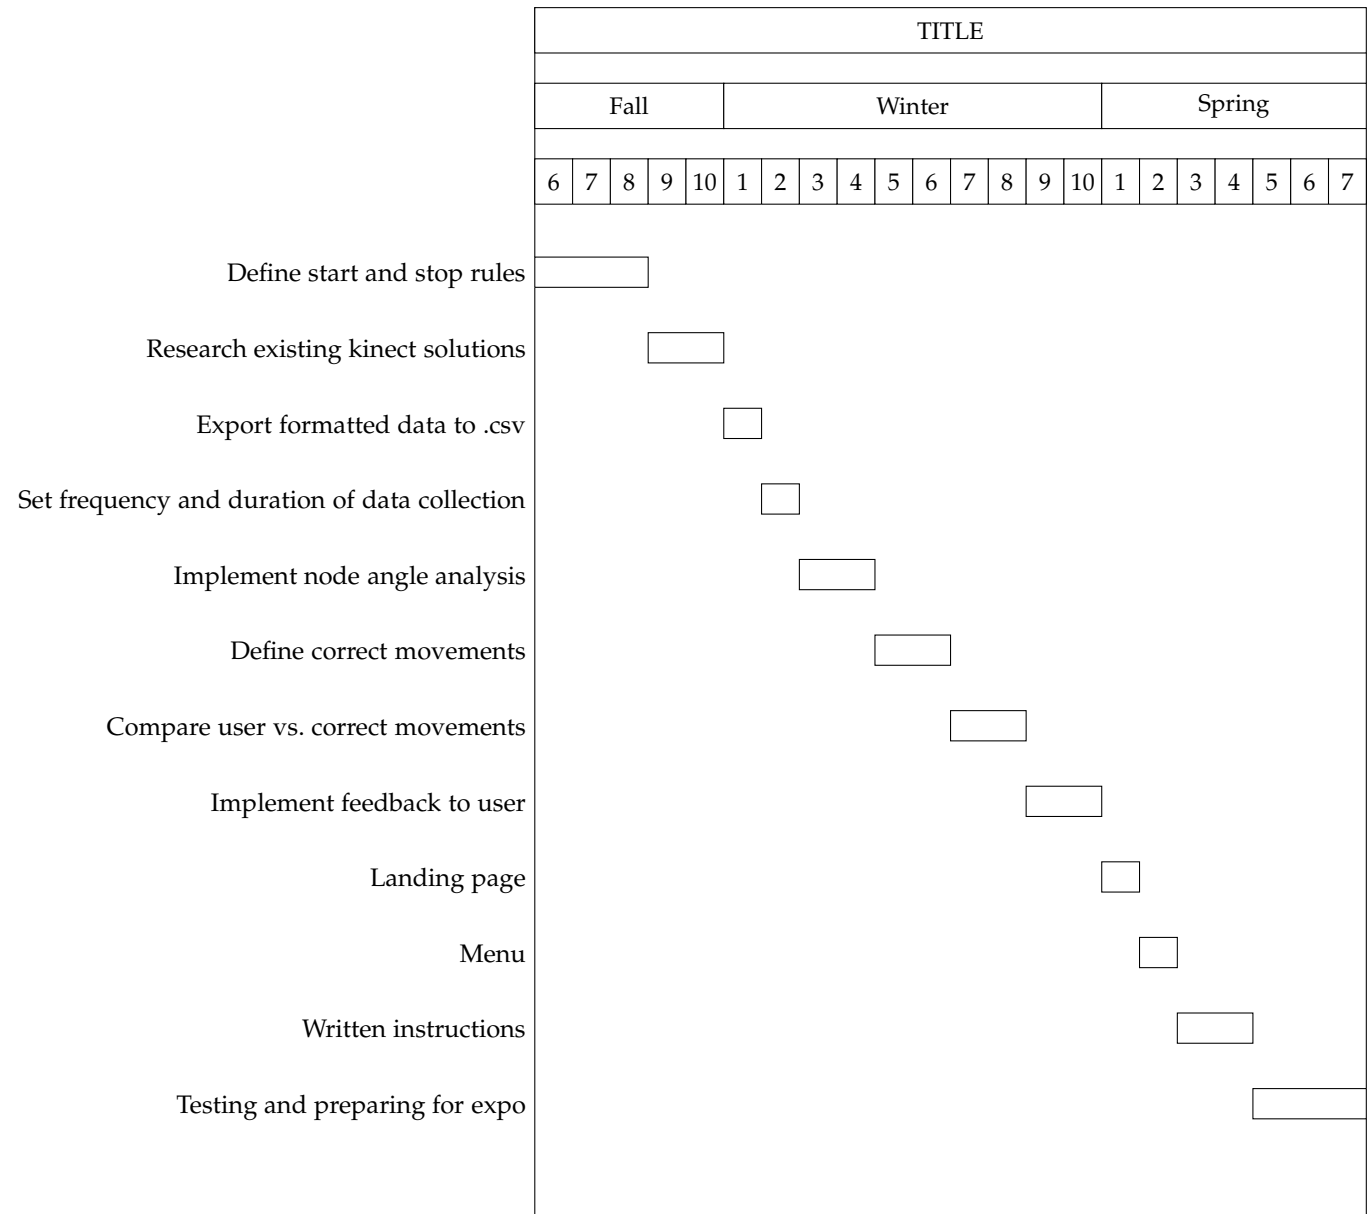 TITLE
Fall Winter Spring
6 7 8 9 10 1 2 3 4 5 6 7 8 9 10 1 2 3 4 5 6 7
Define start and stop rules
Research existing kinect solutions
Export formatted data to .csv
Set frequency and duration of data collection
Implement node angle analysis
Define correct movements
Compare user vs. correct movements
Implement feedback to user
Landing page
Menu
Written instructions
Testing and preparing for expo